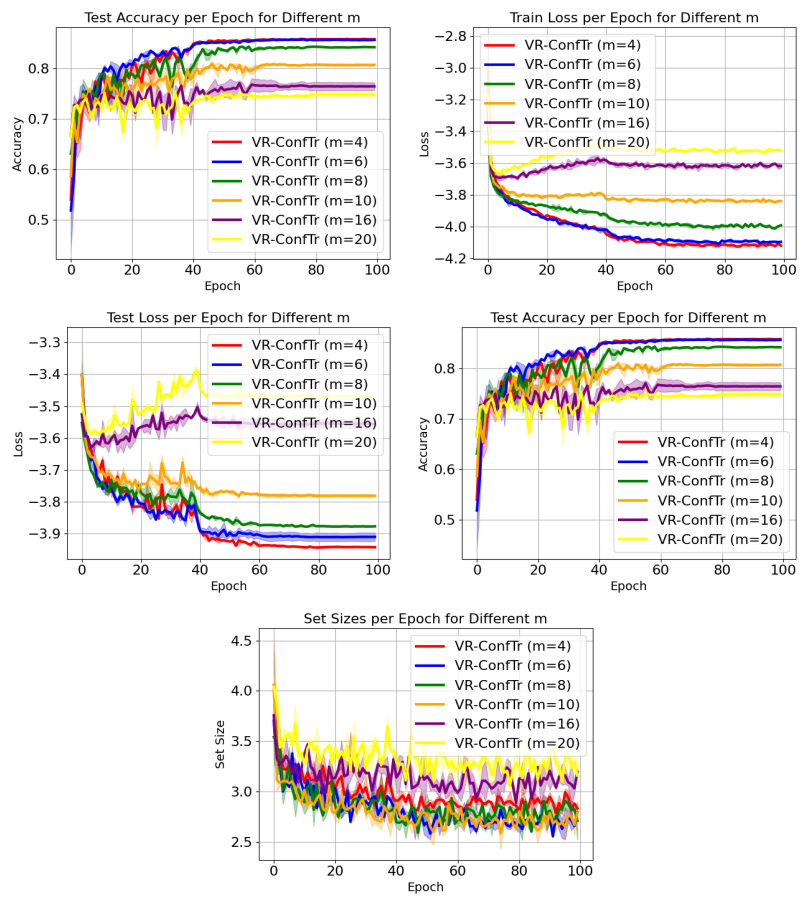 Test Accuracy per Epoch for Different m
Accuracy
0.8
0.7
0.6
0.5
VR-ConfTr (m=4)
VR-ConfTr (m=6)
VR-ConfTr (m=8)
VR-ConfTr (m=10)
VR-ConfTr (m=16)
VR-ConfTr (m=20)
0 20 40 60 80 100
Epoch
Train Loss per Epoch for Different m
Loss
−2.8
−3.0
−3.2
−3.4
−3.6
−3.8
−4.0
−4.2
VR-ConfTr (m=4)
VR-ConfTr (m=6)
VR-ConfTr (m=8)
VR-ConfTr (m=10)
VR-ConfTr (m=16)
VR-ConfTr (m=20)
0 20 40 60 80 100
Epoch
Test Loss per Epoch for Different m
Loss
−3.3
−3.4
−3.5
−3.6
−3.7
−3.8
−3.9
VR-ConfTr (m=4)
VR-ConfTr (m=6)
VR-ConfTr (m=8)
VR-ConfTr (m=10)
VR-ConfTr (m=16)
VR-ConfTr (m=20)
0 20 40 60 80 100
Epoch
Test Accuracy per Epoch for Different m
Accuracy
0.8
0.7
0.6
0.5
VR-ConfTr (m=4)
VR-ConfTr (m=6)
VR-ConfTr (m=8)
VR-ConfTr (m=10)
VR-ConfTr (m=16)
VR-ConfTr (m=20)
0 20 40 60 80 100
Epoch
Set Sizes per Epoch for Different m
Set Size
4.5
4.0
3.5
3.0
2.5
VR-ConfTr (m=4)
VR-ConfTr (m=6)
VR-ConfTr (m=8)
VR-ConfTr (m=10)
VR-ConfTr (m=16)
VR-ConfTr (m=20)
0 20 40 60 80 100
Epoch